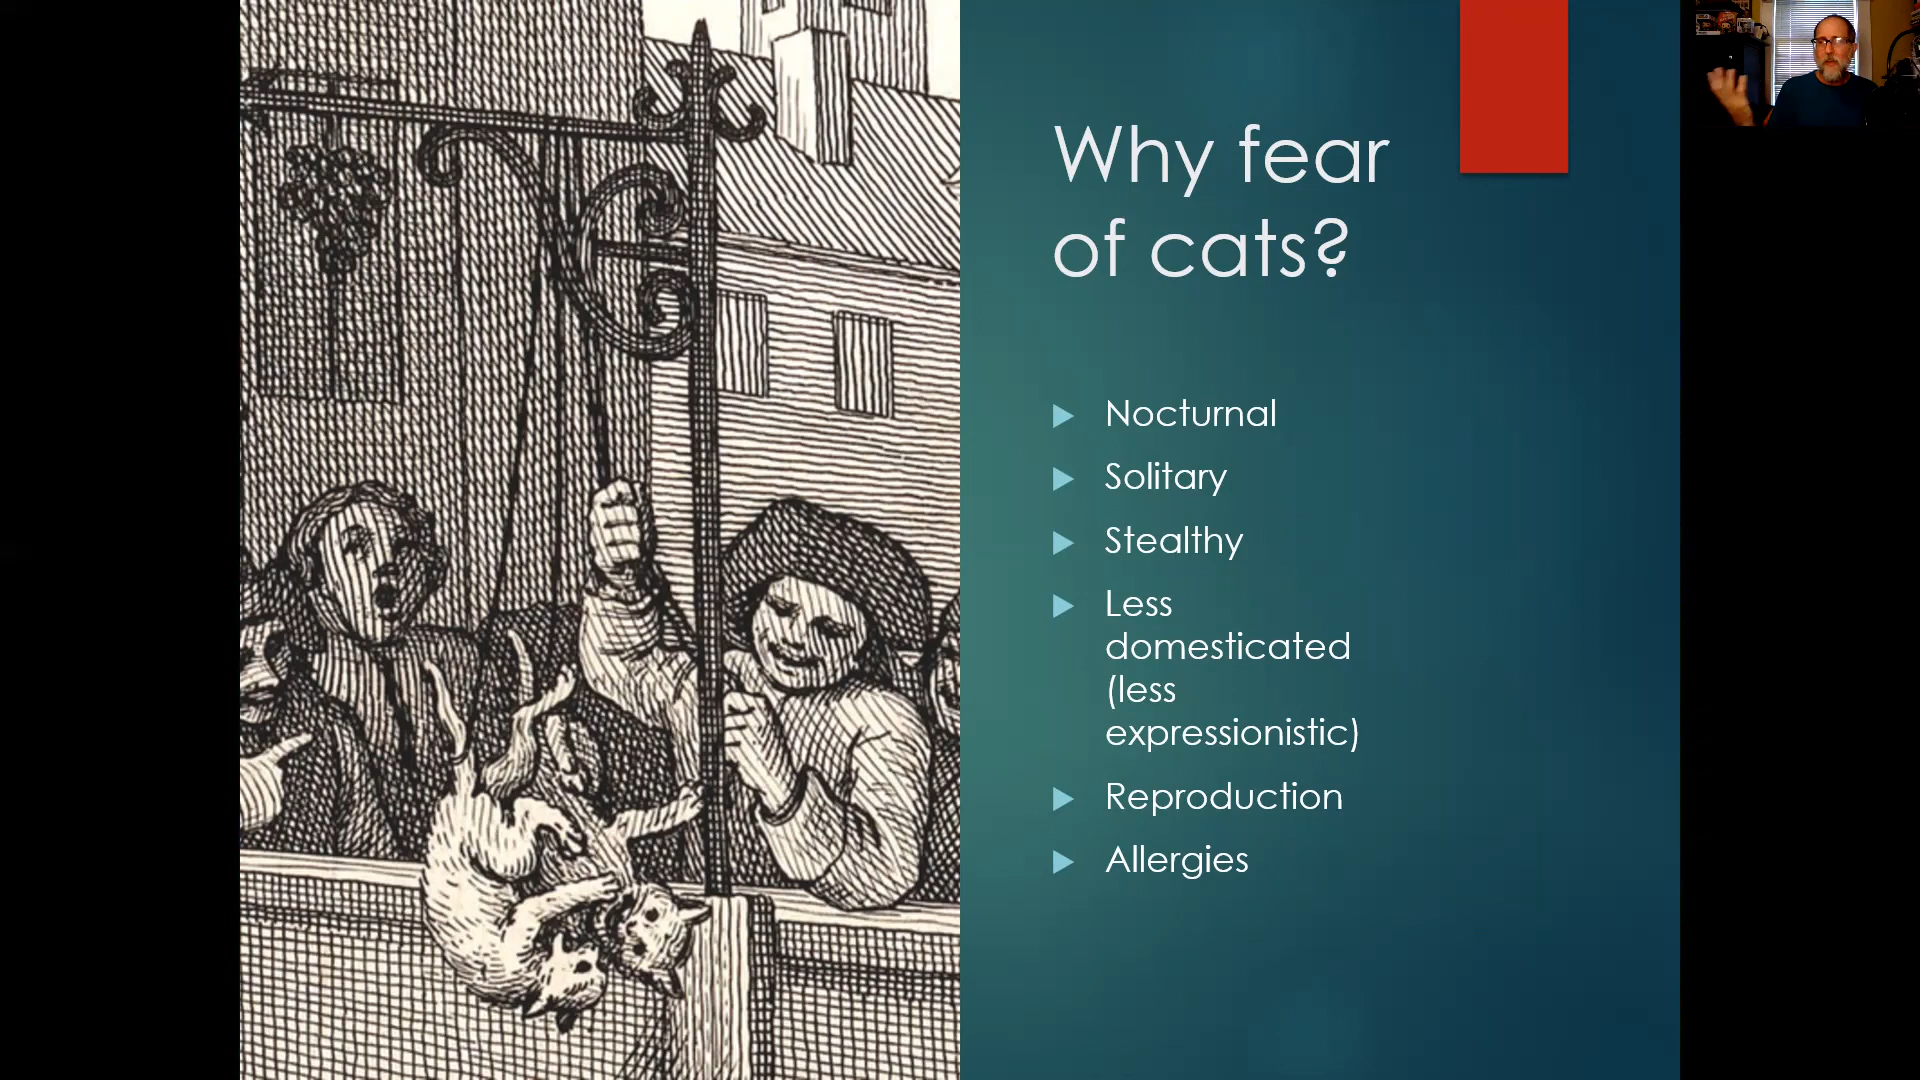 Why fear
of cats?
Nocturnal
Solitary
Stealthy
Less
domesticated
(less
expressionistic)
Reproduction
Allergies